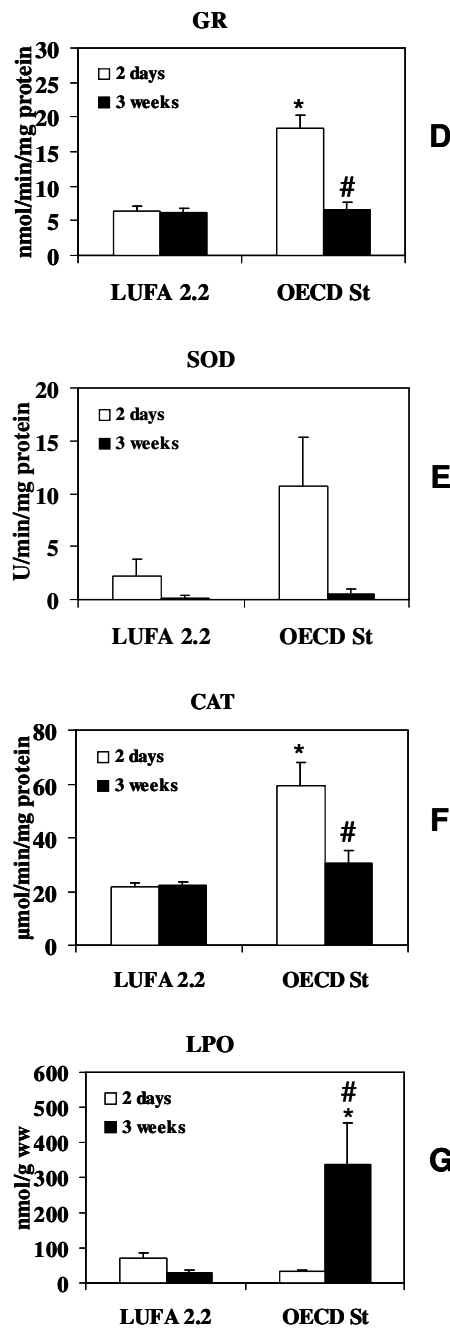 GR
30
25
20
15
10
5
0
nmol/min/mg protein
2 days
3 weeks
*
#
LUFA 2.2 OECD St
D
SOD
20
15
10
5
0
U/min/mg protein
2 days
3 weeks
LUFA 2.2 OECD St
E
CAT
80
60
40
20
0
µmol/min/mg protein
2 days
3 weeks
*
#
LUFA 2.2 OECD St
F
LPO
600
500
400
300
200
100
0
nmol/g ww
2 days
3 weeks
#
*
LUFA 2.2 OECD St
G